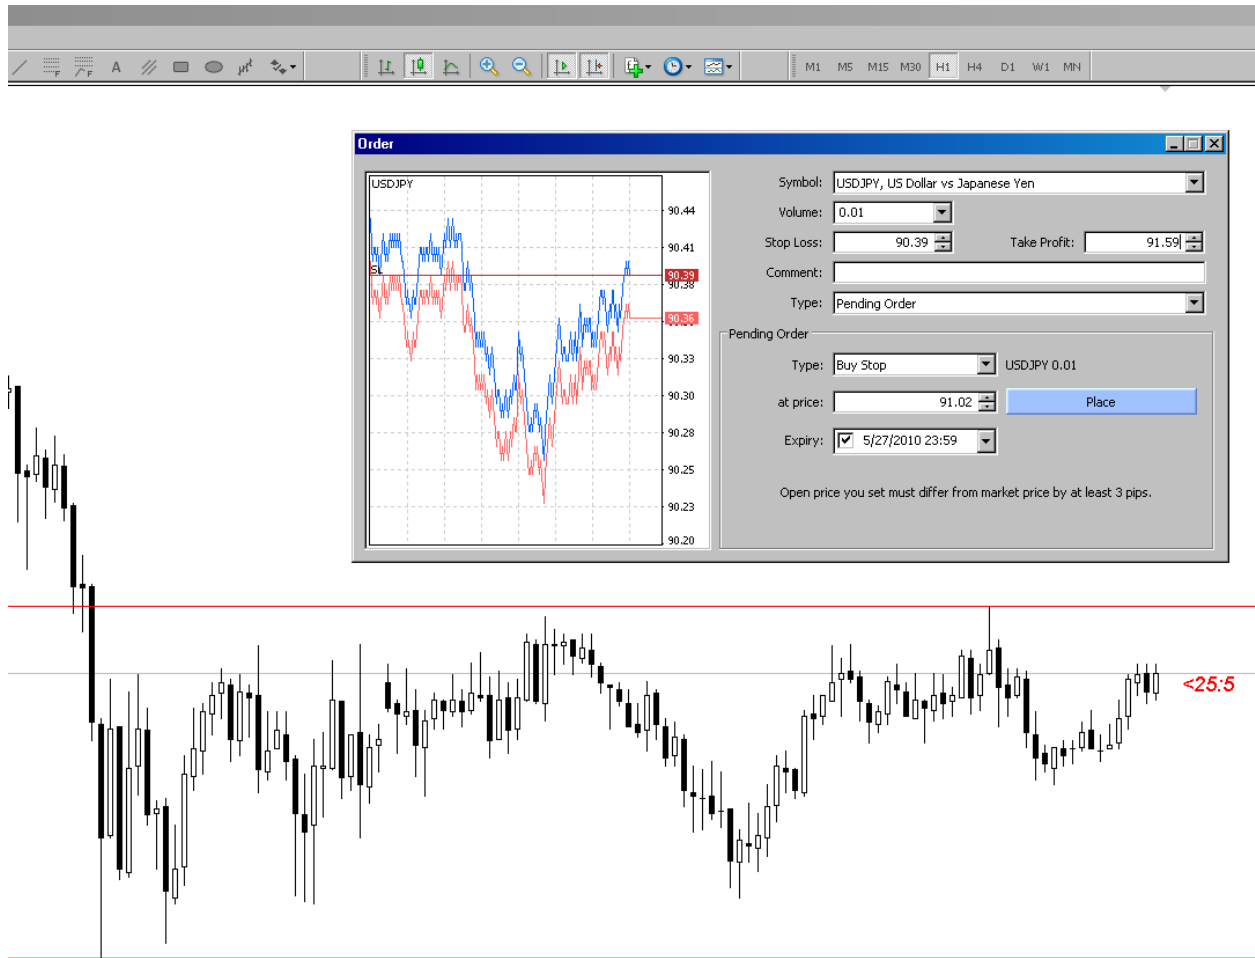 A M1 M5 M15 M30 H1 H4 D1 W1 MN
Order
USDJPY
90.44
90.41
SL
90.39
90.38
90.36
90.33
90.30
90.28
90.25
90.23
90.20
Symbol: USDJPY, US Dollar vs Japanese Yen
Volume: 0.01
Stop Loss: 90.39 Take Profit: 91.59
Comment:
Type: Pending Order
Pending Order
Type: Buy Stop USDJPY 0.01
at price: 91.02 Place
Expiry: 5/27/2010 23:59
Open price you set must differ from market price by at least 3 pips.
<25:5